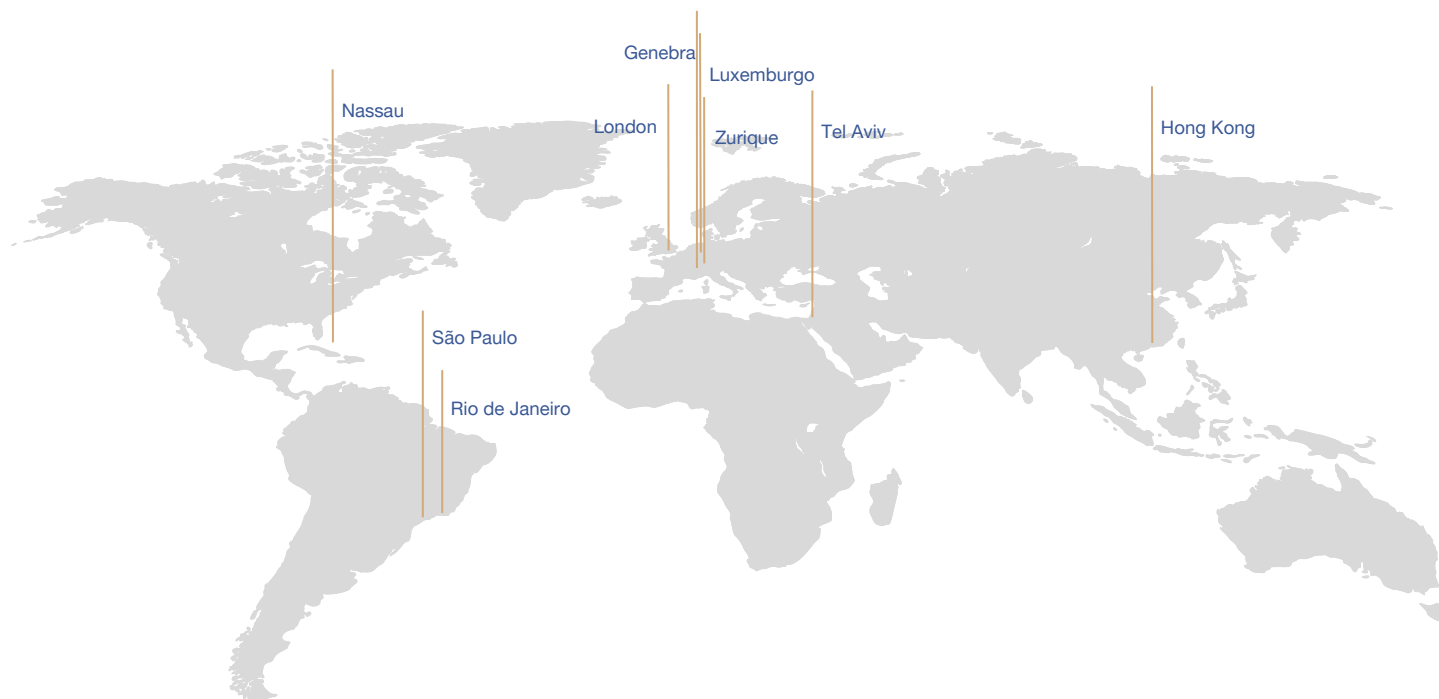 Genebra
Luxemburgo
Nassau
London
Zurique
Tel Aviv
Hong Kong
São Paulo
Rio de Janeiro